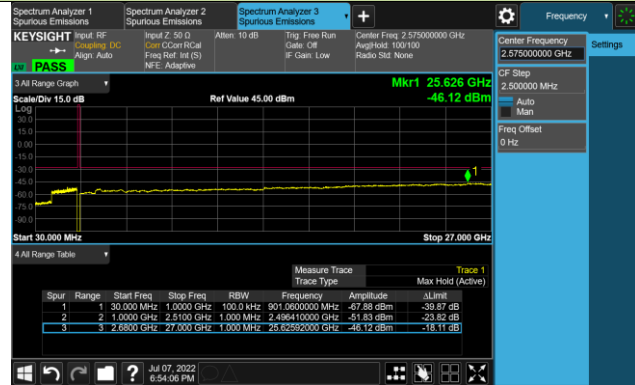 Spectrum Analyzer 1
Spurious Emissions
Spectrum Analyzer 2
Spurious Emissions
Spectrum Analyzer 3
Spurious Emissions
Frequency
KEYSIGHT
Input: RF
Coupling: DC
Align: Auto
Input Z: 50 Ω
Corr CCorr RCal
Freq Ref: Int (S)
NFE: Adaptive
Atten: 10 dB
Trig: Free Run
Gate: Off
IF Gain: Low
Center Freq: 2.575000000 GHz
Avg|Hold: 100/100
Radio Std: None
PASS
Center Frequency
2.575000000 GHz
Settings
CF Step
2.500000 MHz
Auto
Man
Freq Offset
0 Hz
3 All Range Graph
Mkr1 25.626 GHz
Scale/Div 15.0 dB
Ref Value 45.00 dBm
-46.12 dBm
Log
30.0
15.0
0.00
-15.0
-30.0
-45.0
-60.0
-75.0
-90.0
1
Start 30.000 MHz
Stop 27.000 GHz
4 All Range Table
Measure Trace Trace 1
Trace Type Max Hold (Active)
Spur Range Start Freq Stop Freq RBW Frequency Amplitude ΔLimit
1 1 30.000 MHz 1.0000 GHz 100.0 kHz 901.0600000 MHz -67.88 dBm -39.87 dB
2 2 1.0000 GHz 2.5100 GHz 1.000 MHz 2.496410000 GHz -51.83 dBm -23.82 dB
3 3 2.6800 GHz 27.000 GHz 1.000 MHz 25.62592000 GHz -46.12 dBm -18.11 dB
Jul 07, 2022
6:54:06 PM